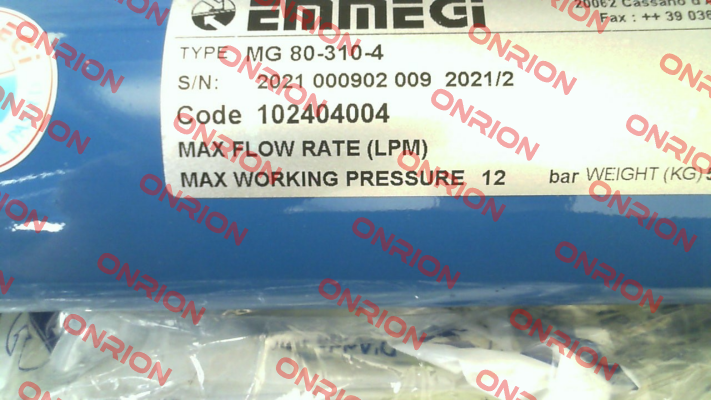 EMMEGI
20062 Cassano d'A
Fax : ++ 39 036
TYPE MG 80-310-4
S/N: 2021 000902 009 2021/2
Code 102404004
MAX FLOW RATE (LPM)
MAX WORKING PRESSURE 12 bar WEIGHT (KG) 5
ONRION